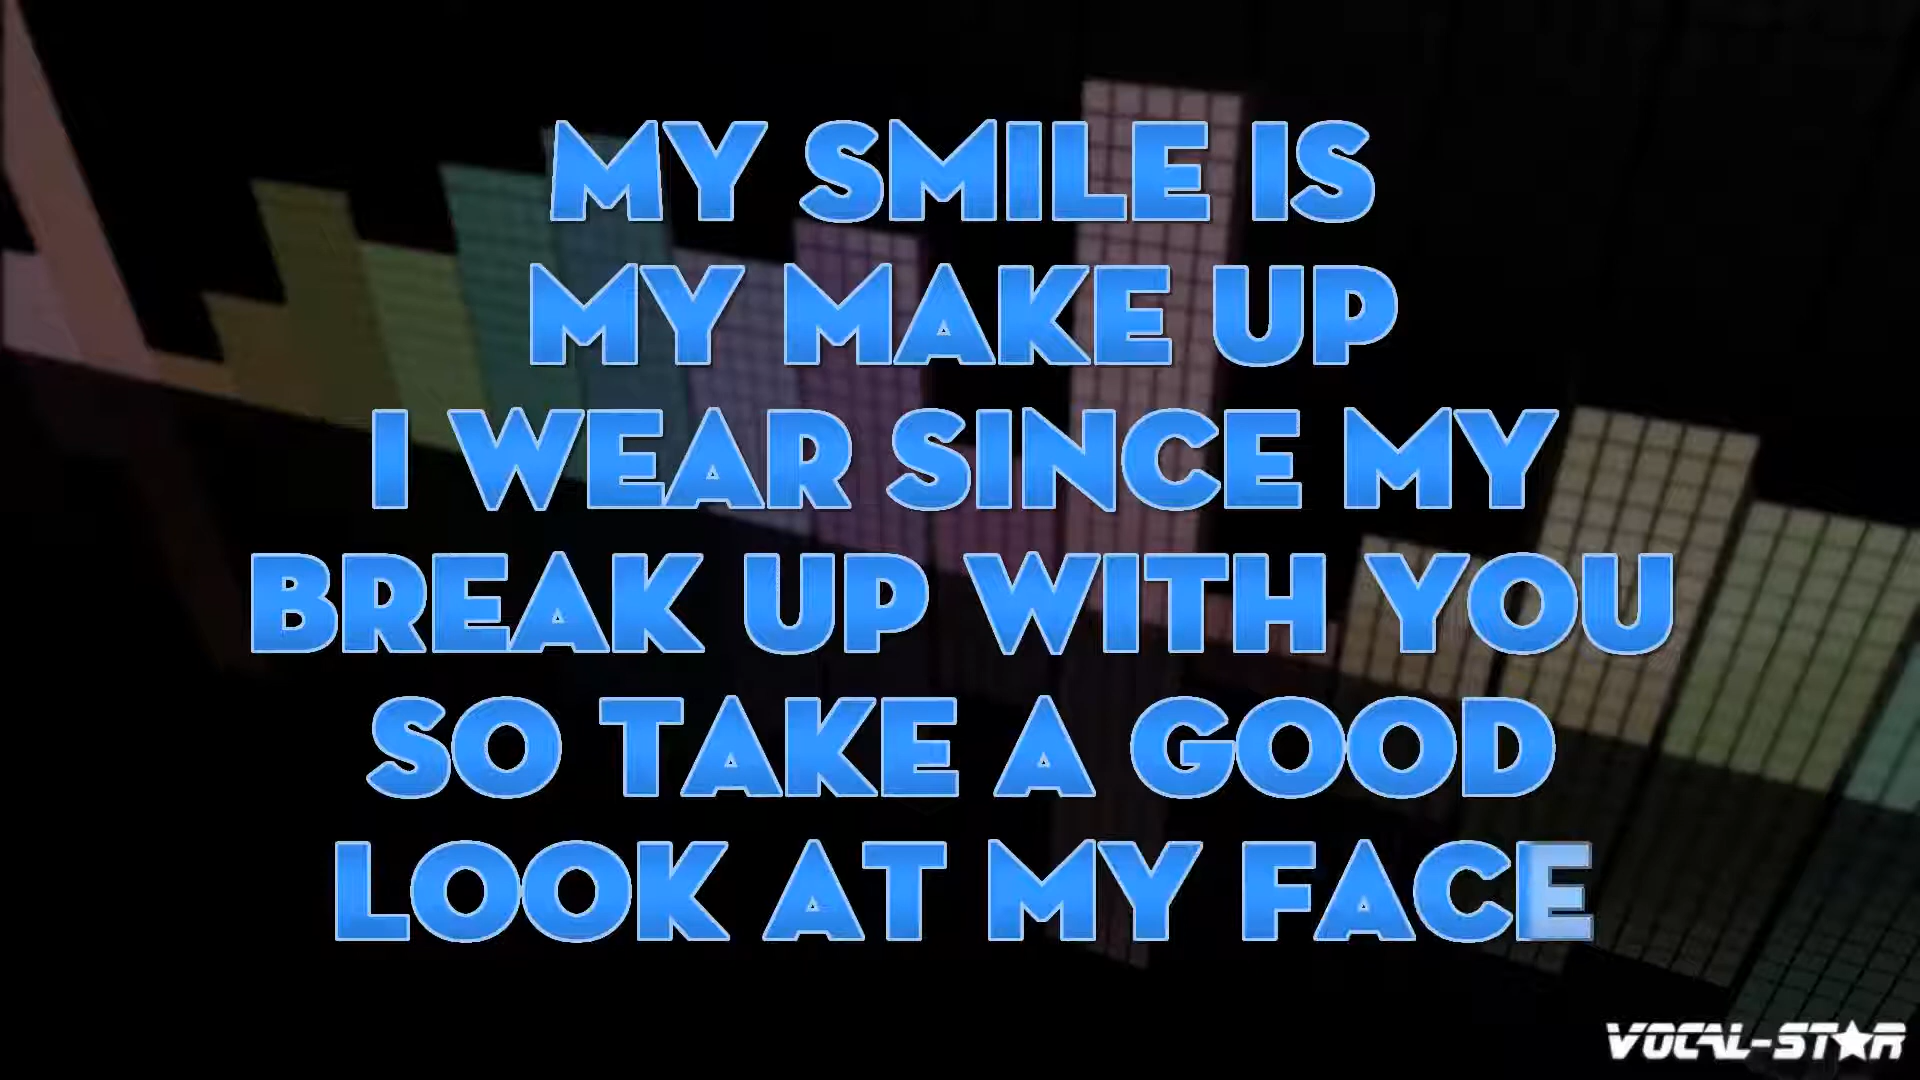 MY SMILE IS
MY MAKE UP
I WEAR SINCE MY
BREAK UP WITH YOU
SO TAKE A GOOD
LOOK AT MY FACE
VOCAL-STAR